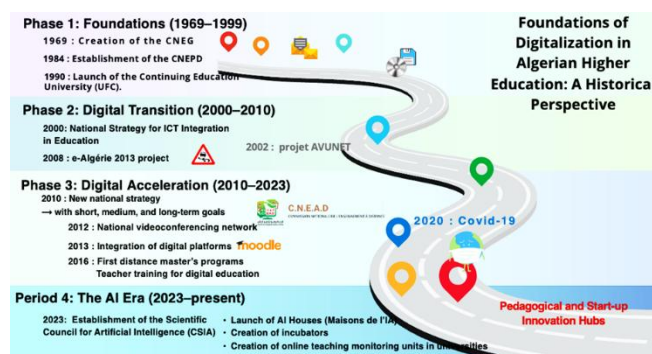 Phase 1: Foundations (1969–1999)
1969 : Creation of the CNEG
1984 : Establishment of the CNEPD
1990 : Launch of the Continuing Education
University (UFC).
Foundations of
Digitalization in
Algerian Higher
Education: A Historica
Perspective
Phase 2: Digital Transition (2000–2010)
2000: National Strategy for ICT Integration
in Education
2002 : projet AVUNET
2008 : e-Algérie 2013 project
Phase 3: Digital Acceleration (2010–2023)
2010 : New national strategy
→ with short, medium, and long-term goals
C.N.E.A.D
2012 : National videoconferencing network
2020 : Covid-19
2013 : Integration of digital platforms
moodle
2016 : First distance master's programs
Teacher training for digital education
Period 4: The AI Era (2023–present)
2023: Establishment of the Scientific
Council for Artificial Intelligence (CSIA)
• Launch of AI Houses (Maisons de l'IA)
• Creation of incubators
• Creation of online teaching monitoring units in universities
Pedagogical and Start-up
Innovation Hubs